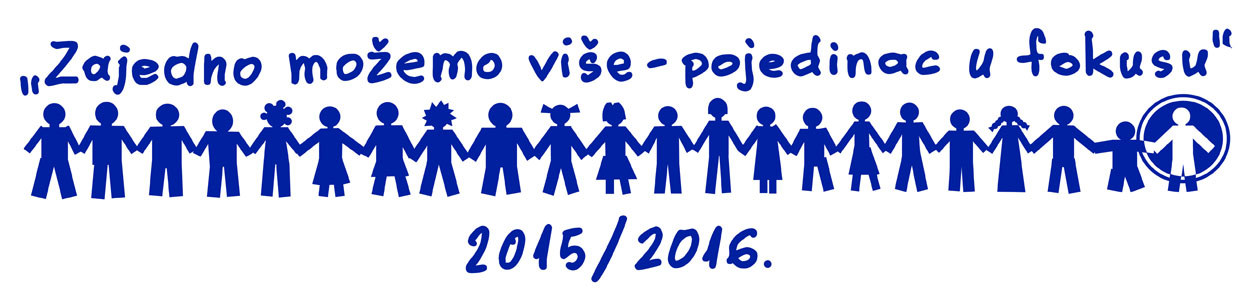 „Zajedno možemo više - pojedinac u fokusu“
2015/2016.